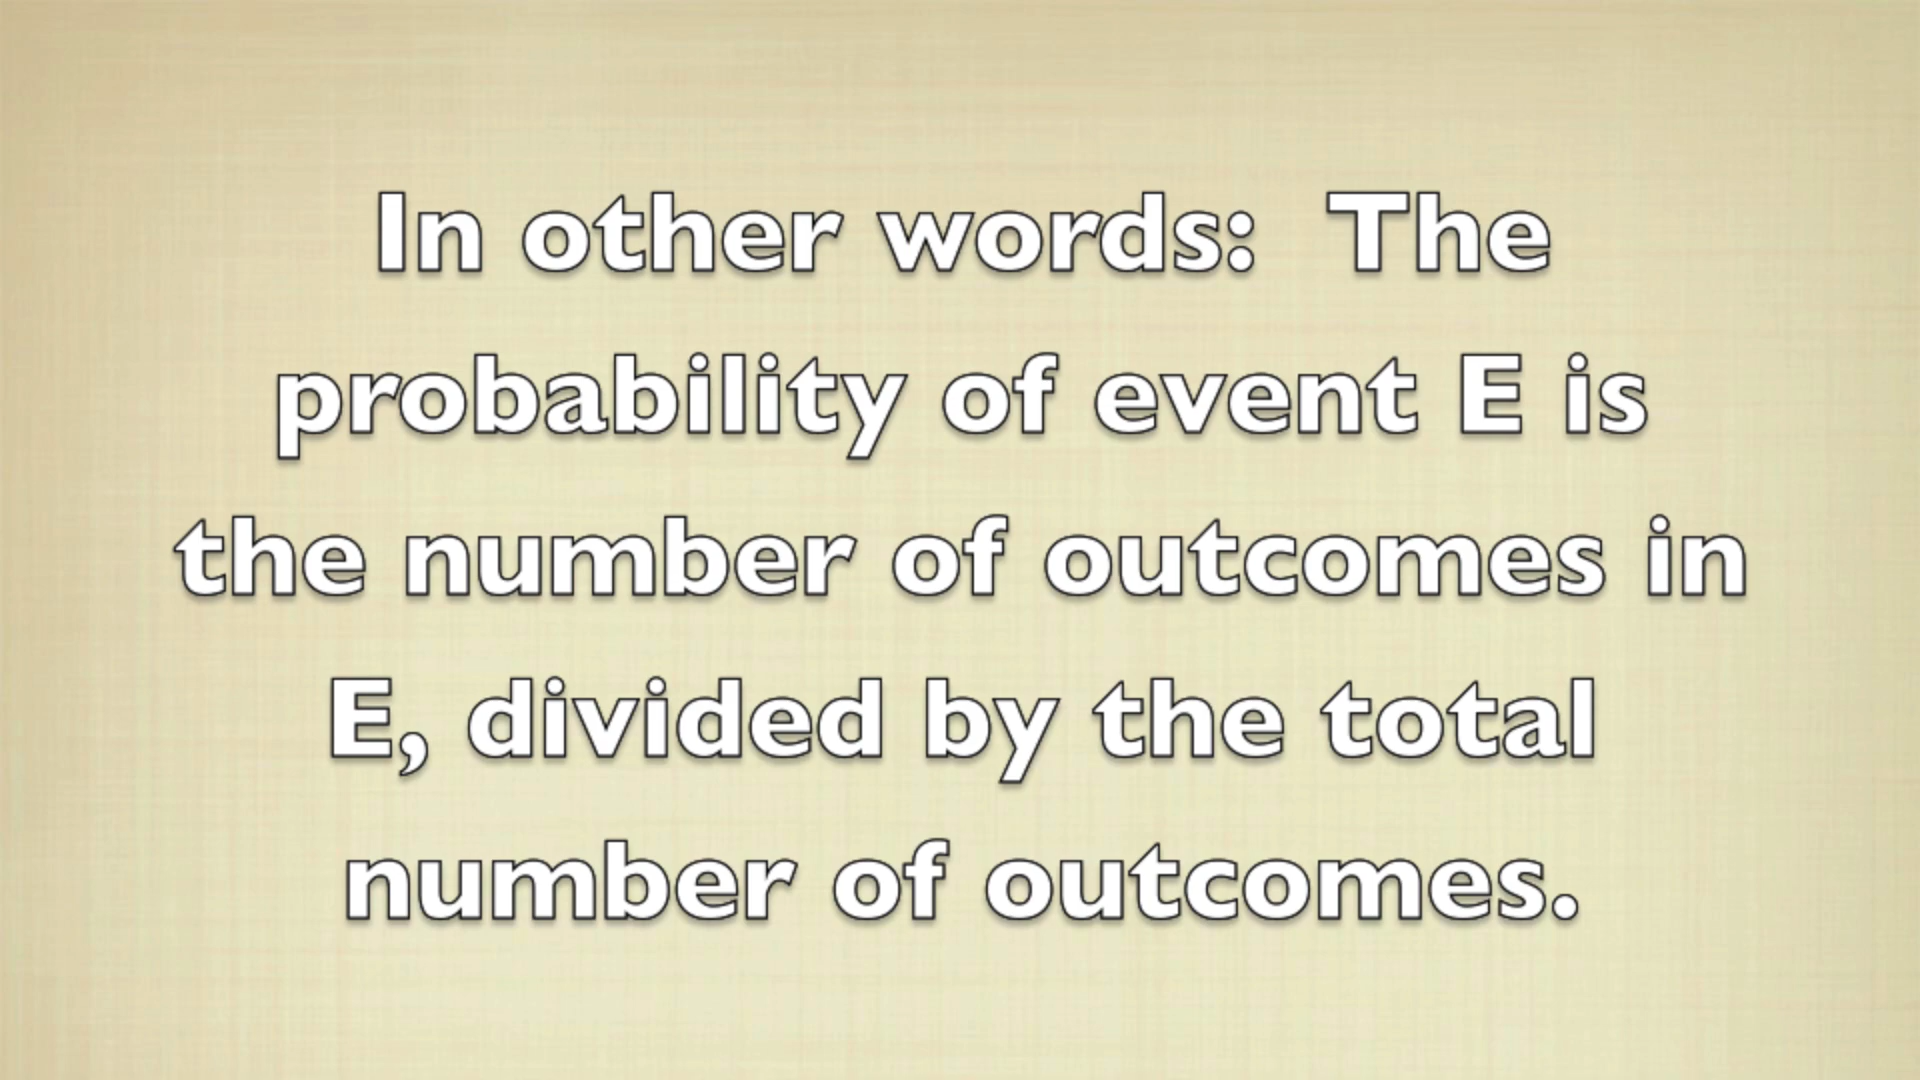 In other words:  The
probability of event E is
the number of outcomes in
E, divided by the total
number of outcomes.